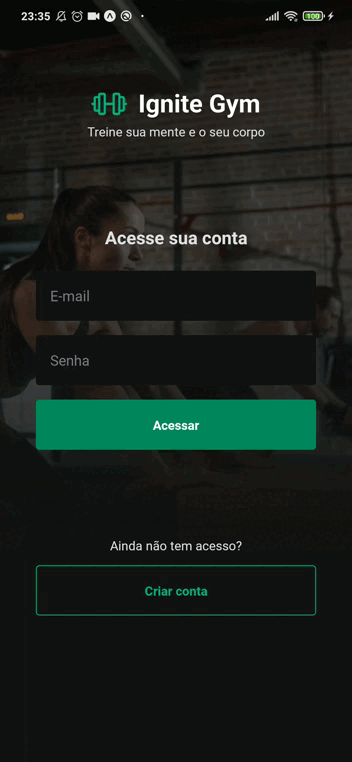 23:35
100
Ignite Gym
Treine sua mente e o seu corpo
Acesse sua conta
E-mail
Senha
Acessar
Ainda não tem acesso?
Criar conta